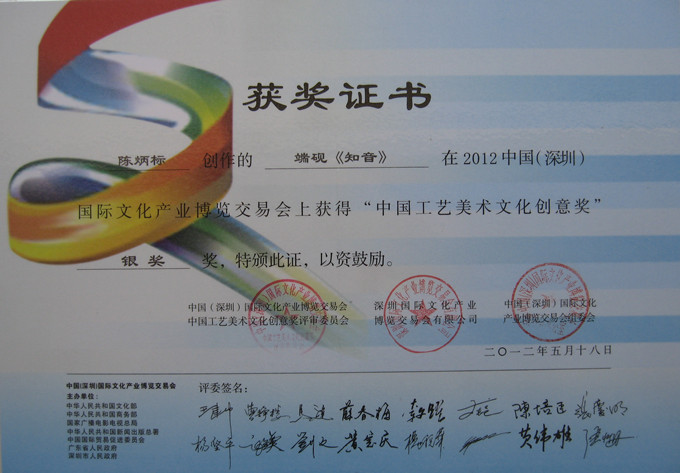 获奖证书
陈炳标 创作的 端砚《知音》 在2012中国(深圳)
国际文化产业博览交易会上获得“中国工艺美术文化创意奖”
银奖 奖，特颁此证，以资鼓励。
中国（深圳）国际文化产业博览交易会
中国工艺美术文化创意奖评审委员会
深圳国际文化产业
博览交易会有限公司
中国（深圳）国际文化
产业博览交易会组委会
二〇一二年五月十八日
中国(深圳)国际文化产业博览交易会
主办单位：
中华人民共和国文化部
中华人民共和国商务部
国家广播电影电视总局
中华人民共和国新闻出版总署
中国国际贸易促进委员会
广东省人民政府
深圳市人民政府
评委签名：
黄伟雄